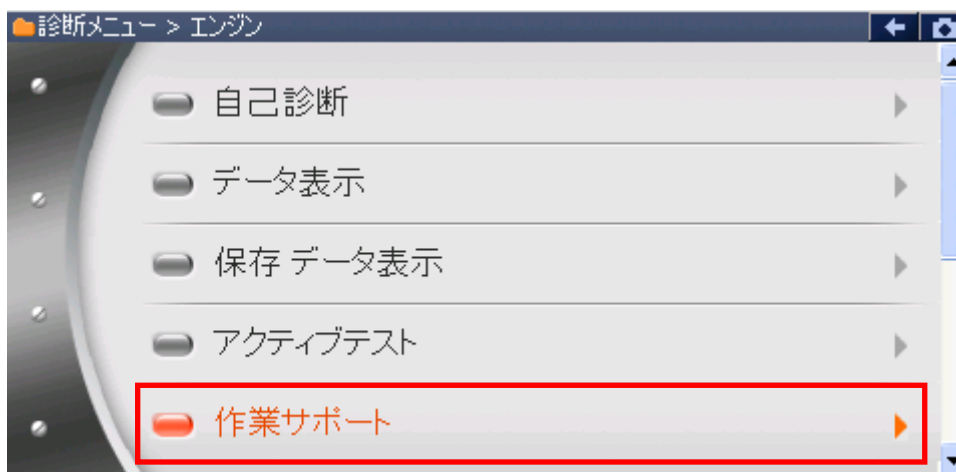 診断メニュー > エンジン
自己診断
データ表示
保存 データ表示
アクティブテスト
作業サポート